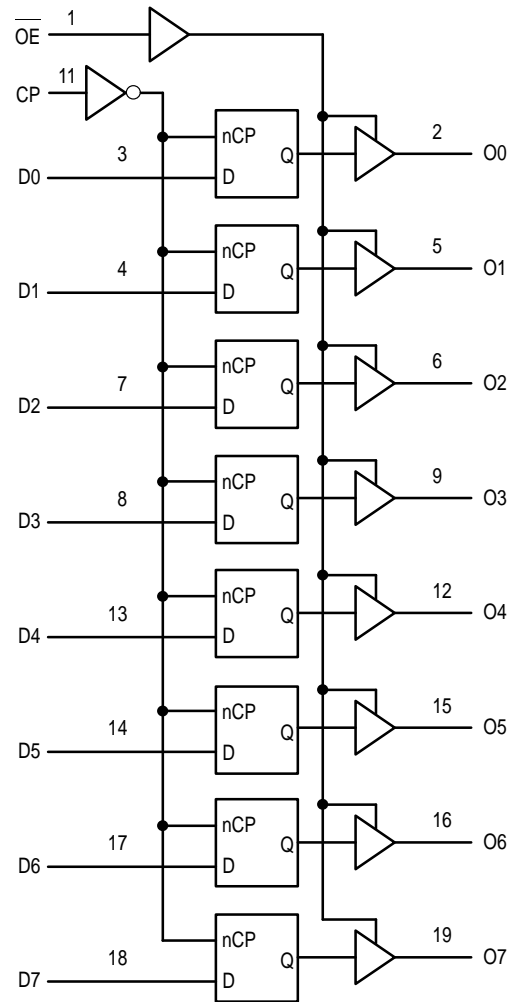 1
OE
11
CP
nCP
Q
D
3
D0
2
O0
nCP
Q
D
4
D1
5
O1
nCP
Q
D
7
D2
6
O2
nCP
Q
D
8
D3
9
O3
nCP
Q
D
13
D4
12
O4
nCP
Q
D
14
D5
15
O5
nCP
Q
D
17
D6
16
O6
nCP
Q
D
18
D7
19
O7